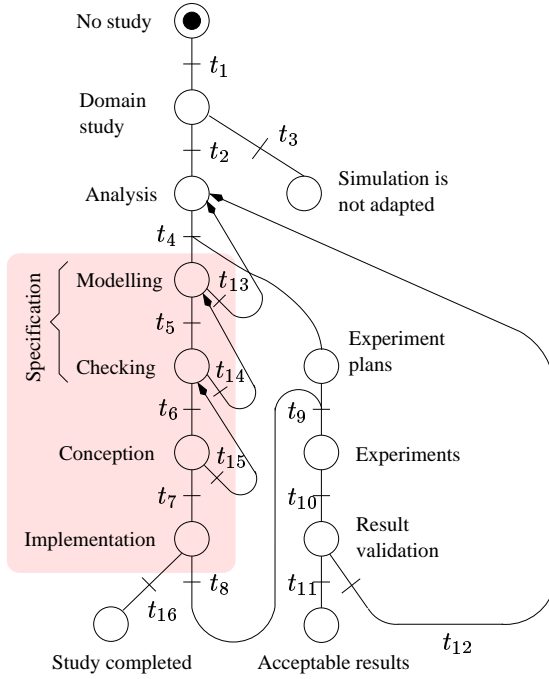 No study
t1
Domain
study
t3
t2
Analysis
Simulation is
not adapted
t4
Specification
Modelling
t13
t5
Experiment
plans
Checking
t14
t6
t9
Conception
t15
Experiments
t7
t10
Implementation
Result
validation
t8
t11
t16
t12
Study completed
Acceptable results